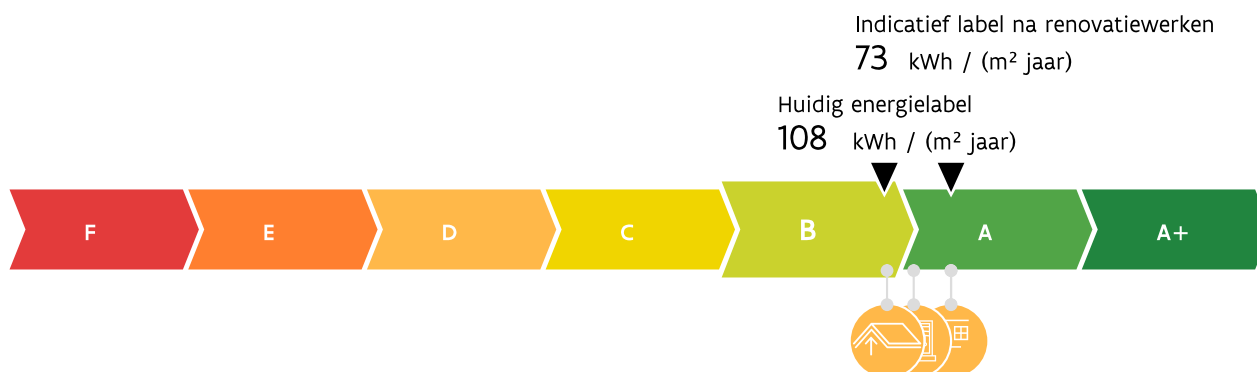 Indicatief label na renovatiewerken
73 kWh / (m² jaar)
Huidig energielabel
108 kWh / (m² jaar)
F E D C B A A+